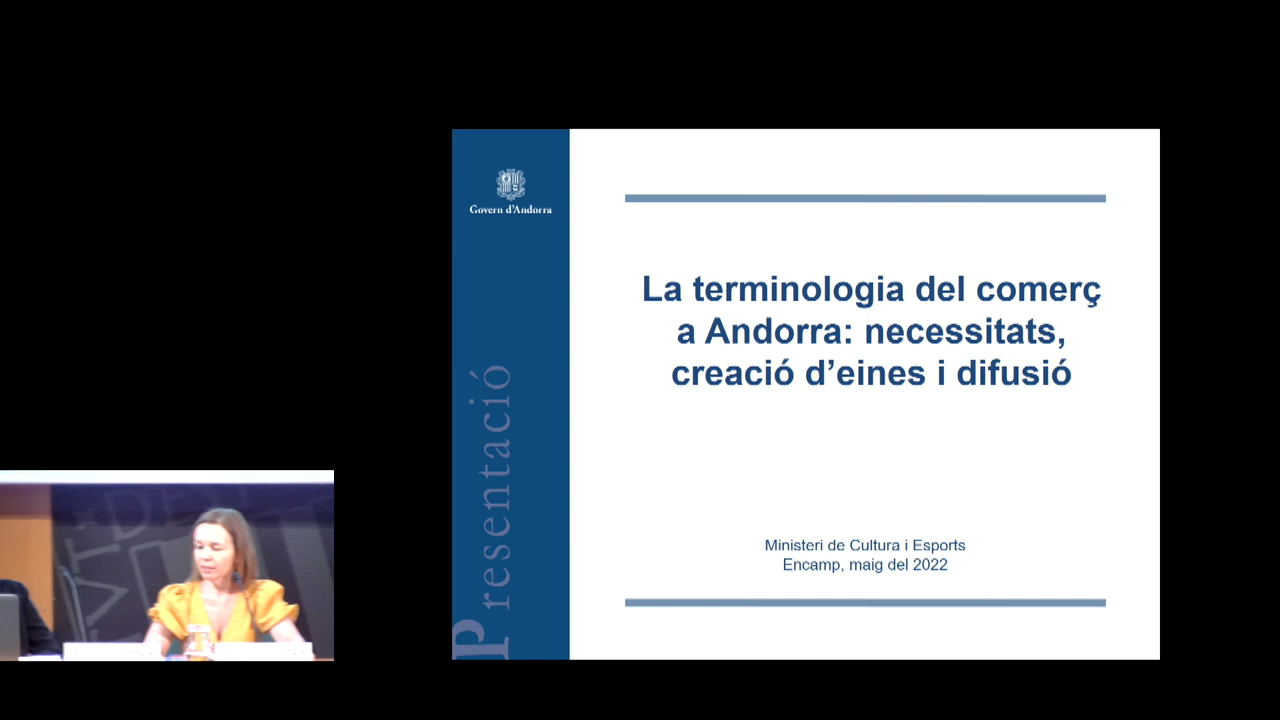 Govern d'Andorra
Presentació
La terminologia del comerç
a Andorra: necessitats,
creació d'eines i difusió
Ministeri de Cultura i Esports
Encamp, maig del 2022